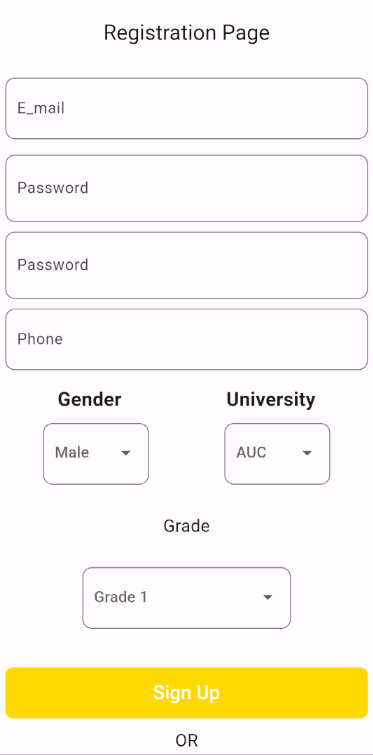 Registration Page
E_mail
Password
Password
Phone
Gender University
Male AUC
Grade
Grade 1
Sign Up
OR